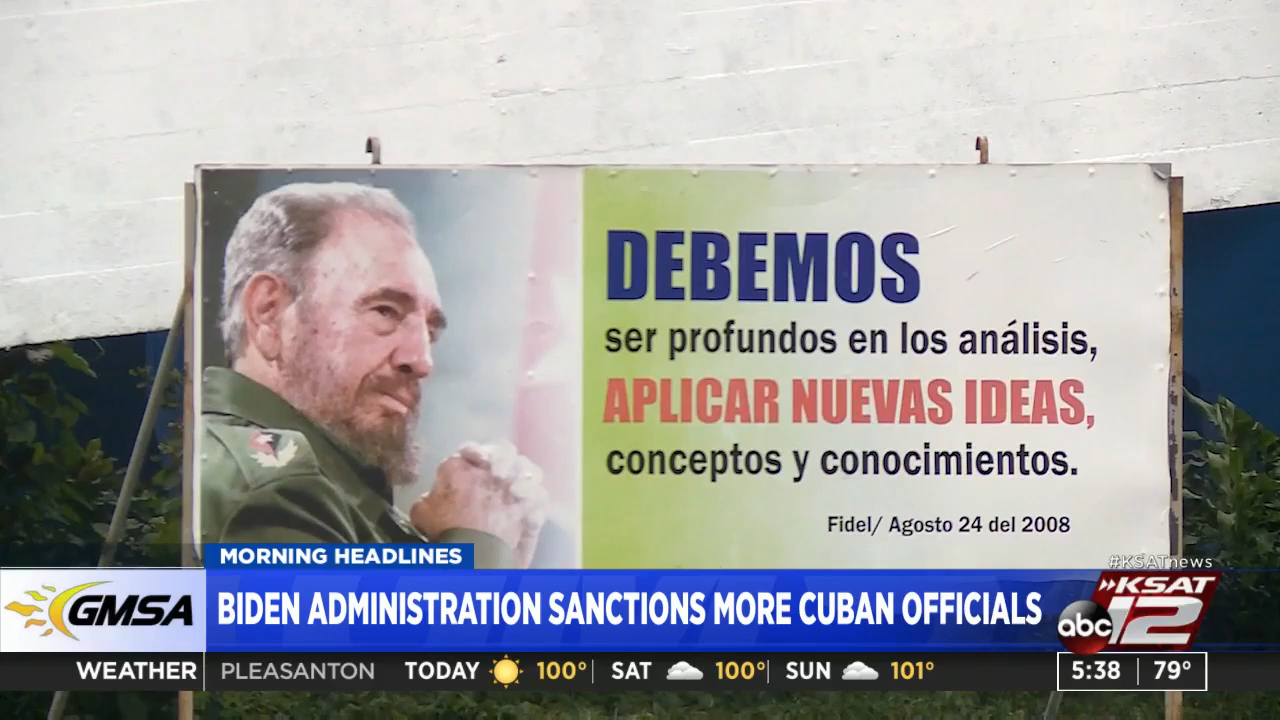 DEBEMOS
ser profundos en los análisis,
APLICAR NUEVAS IDEAS,
conceptos y conocimientos.
Fidel/ Agosto 24 del 2008
#KSATnews
MORNING HEADLINES
GMSA
BIDEN ADMINISTRATION SANCTIONS MORE CUBAN OFFICIALS
KSAT
abc 12
WEATHER PLEASANTON TODAY 100° SAT 100° SUN 101° 5:38 79°